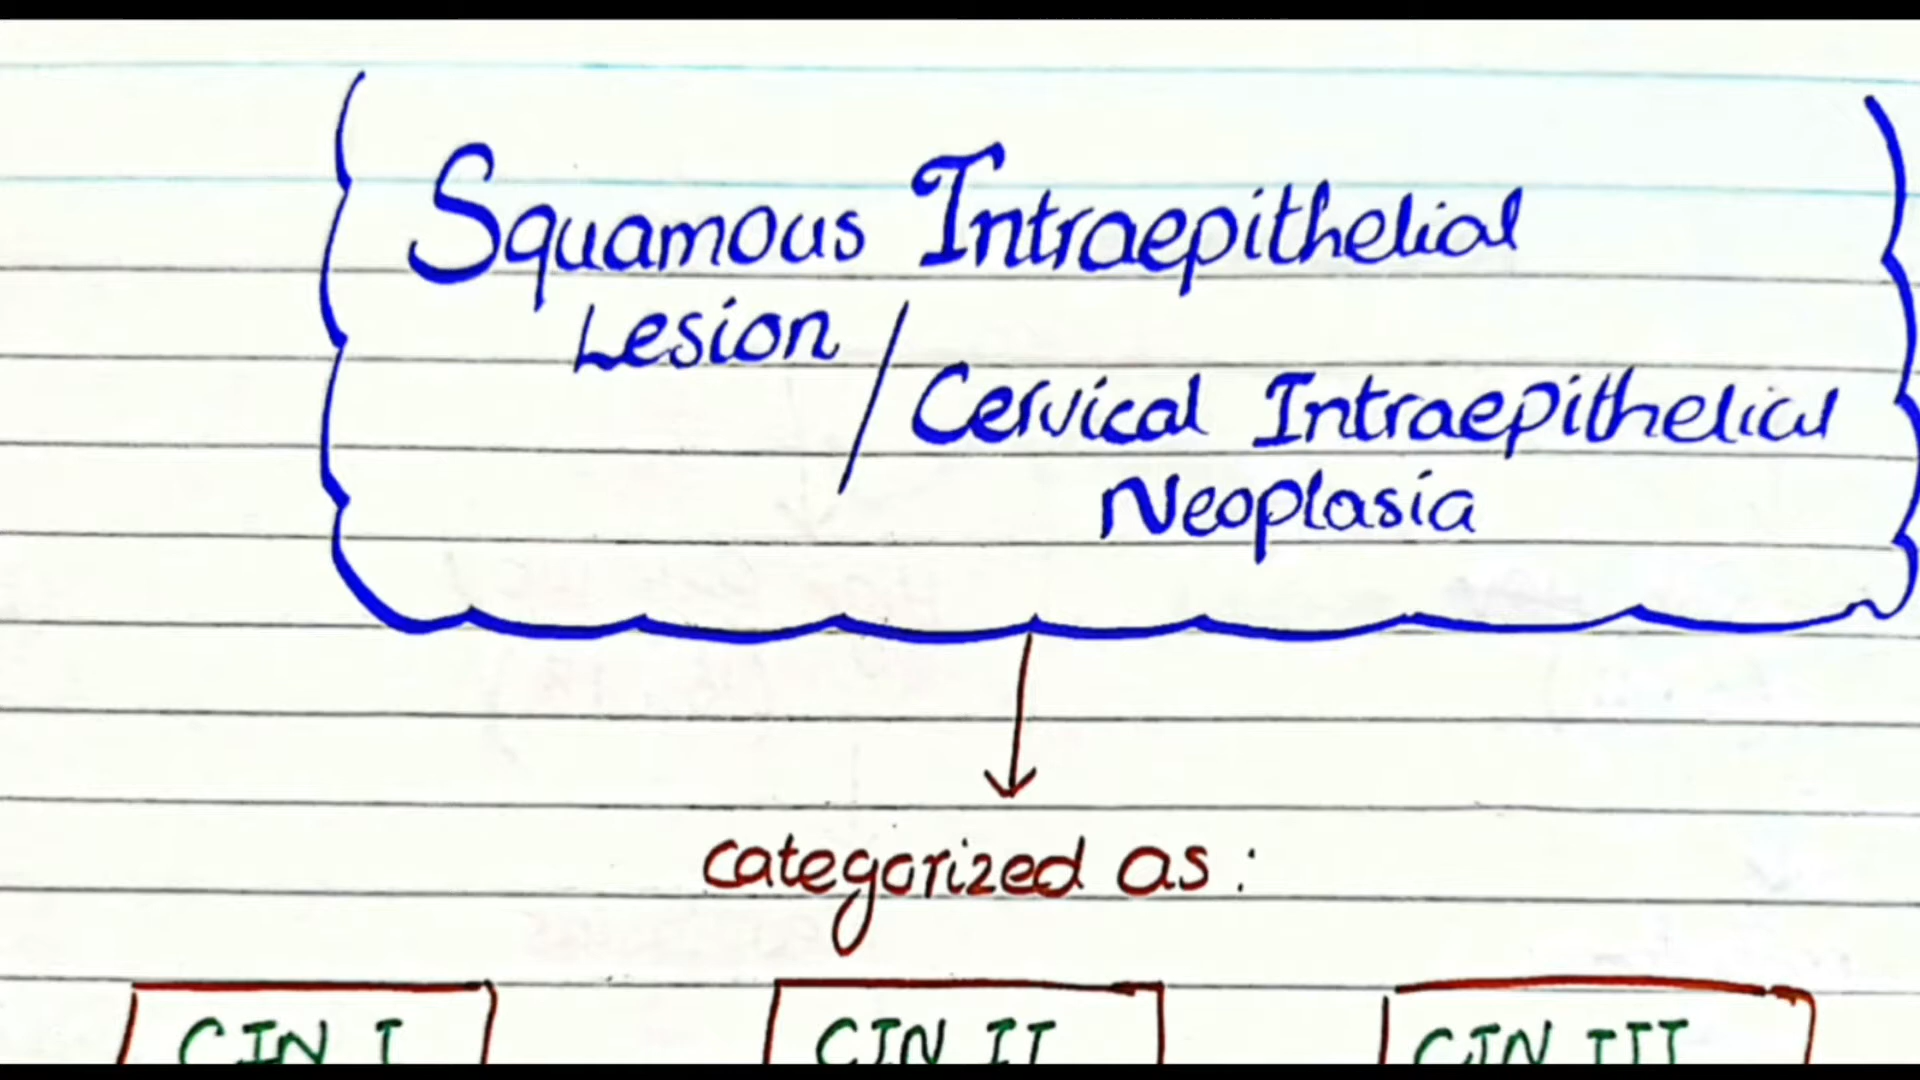 Squamous Intraepithelial
Lesion /
Cervical Intraepithelial
Neoplasia
categorized as :
CIN I CIN II CIN III